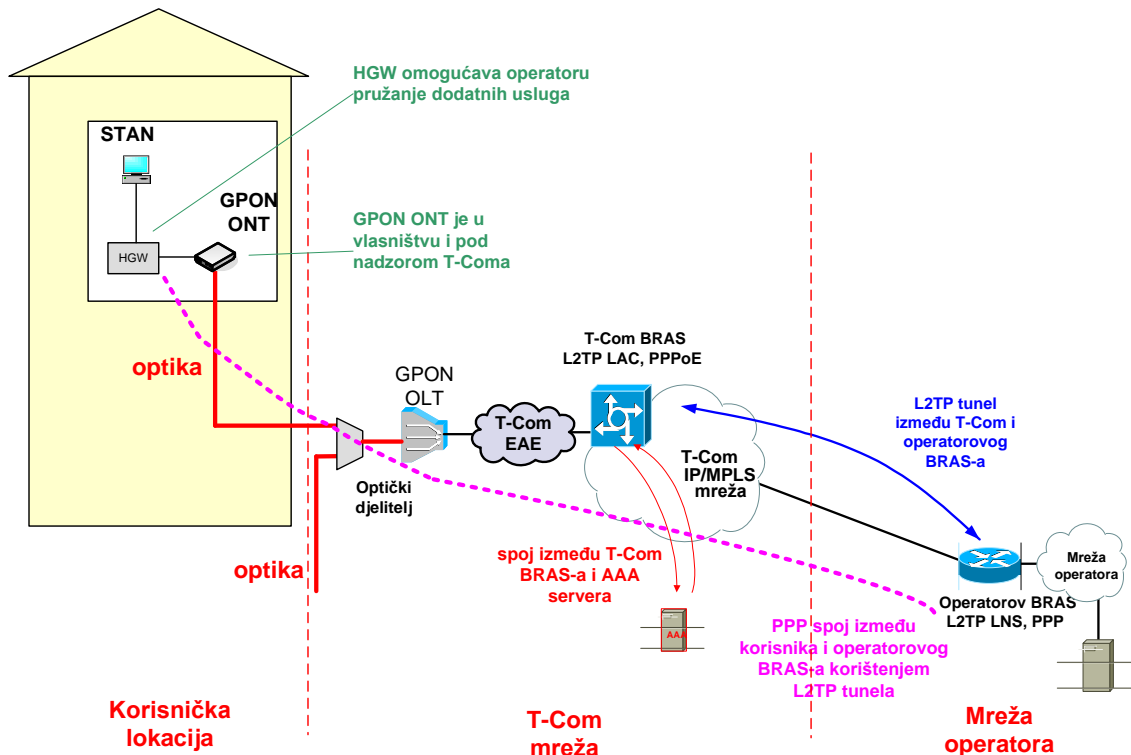 HGW omogućava operatoru
pružanje dodatnih usluga
STAN
GPON
ONT
HGW
GPON ONT je u
vlasništvu i pod
nadzorom T-Coma
optika
optika
Optički
djelitelj
GPON
OLT
T-Com
EAE
T-Com BRAS
L2TP LAC, PPPoE
T-Com
IP/MPLS
mreža
L2TP tunel
između T-Com i
operatorovog
BRAS-a
spoj između T-Com
BRAS-a i AAA
servera
AAA
PPP spoj između
korisnika i operatorovog
BRAS-a korištenjem
L2TP tunela
Mreža
operatora
Operatorov BRAS
L2TP LNS, PPP
Korisnička
lokacija
T-Com
mreža
Mreža
operatora